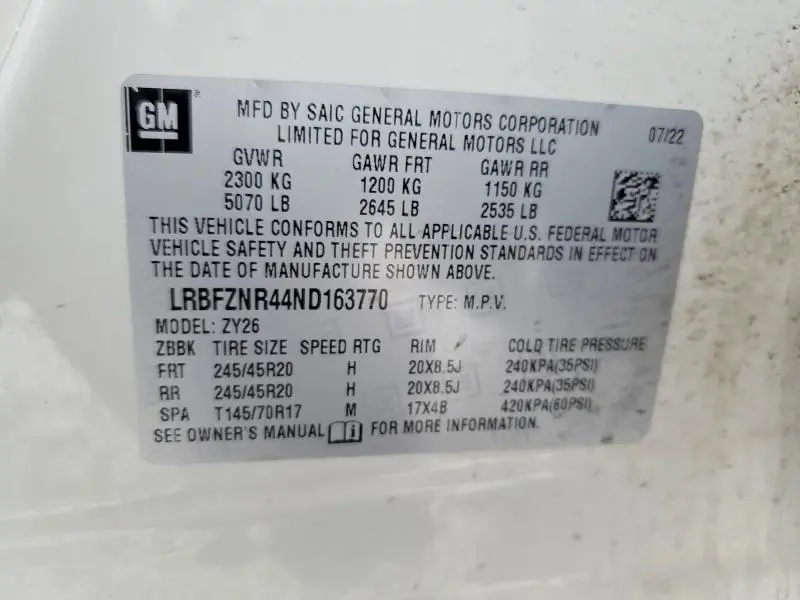 GM ®
MFD BY SAIC GENERAL MOTORS CORPORATION 07/22
LIMITED FOR GENERAL MOTORS LLC
GVWR GAWR FRT GAWR RR
2300 KG 1200 KG 1150 KG
5070 LB 2645 LB 2535 LB
THIS VEHICLE CONFORMS TO ALL APPLICABLE U.S. FEDERAL MOTOR
VEHICLE SAFETY AND THEFT PREVENTION STANDARDS IN EFFECT ON
THE DATE OF MANUFACTURE SHOWN ABOVE.
LRBFZNR44ND163770 TYPE: M.P.V.
MODEL: ZY26
ZBBK TIRE SIZE SPEED RTG RIM COLD TIRE PRESSURE
FRT 245/45R20 H 20X8.5J 240KPA(35PSI)
RR 245/45R20 H 20X8.5J 240KPA(35PSI)
SPA T145/70R17 M 17X4B 420KPA(60PSI)
SEE OWNER'S MANUAL FOR MORE INFORMATION.